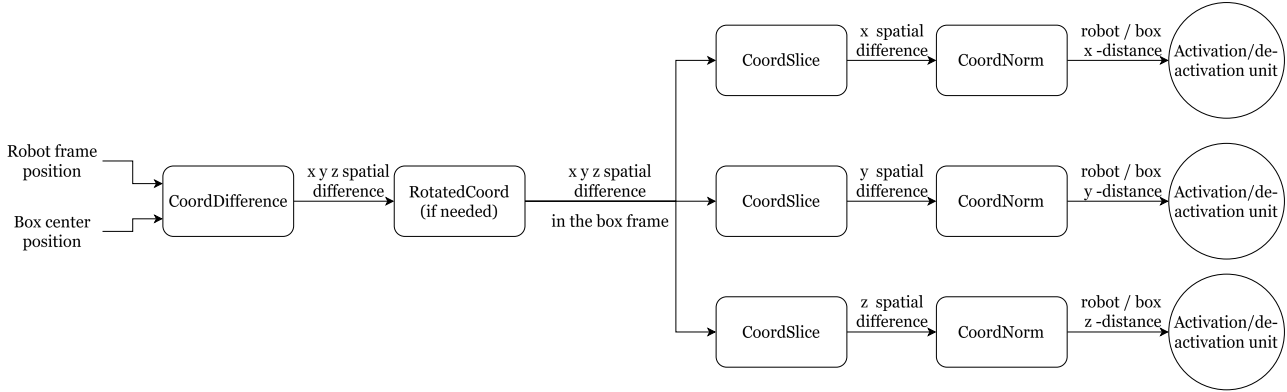 Robot frame
position
Box center
position
CoordDifference
x y z spatial
difference
RotatedCoord
(if needed)
x y z spatial
difference
in the box frame
CoordSlice
x spatial
difference
CoordNorm
robot / box
x -distance
Activation/de-
activation unit
CoordSlice
y spatial
difference
CoordNorm
robot / box
y -distance
Activation/de-
activation unit
CoordSlice
z spatial
difference
CoordNorm
robot / box
z -distance
Activation/de-
activation unit